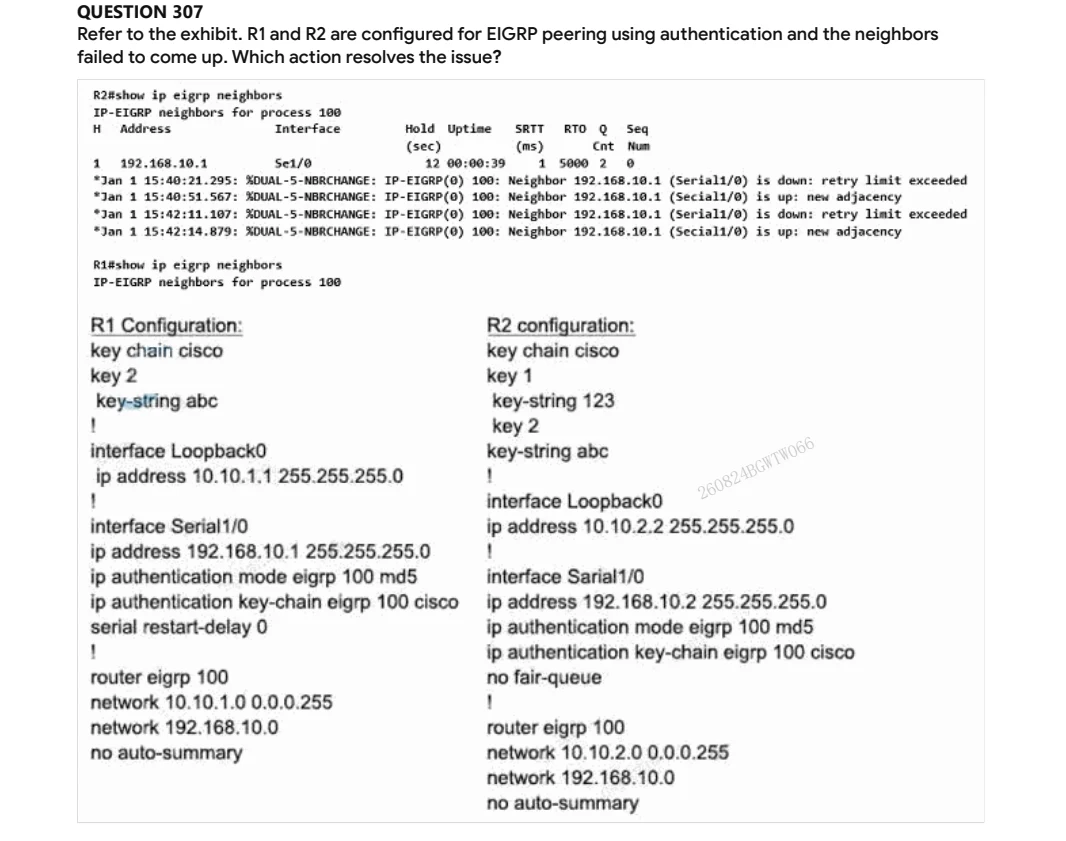 QUESTION 307
Refer to the exhibit. R1 and R2 are configured for EIGRP peering using authentication and the neighbors
failed to come up. Which action resolves the issue?
R2#show ip eigrp neighbors
IP-EIGRP neighbors for process 100
H Address Interface Hold Uptime SRTT RTO Q Seq
(sec) (ms) Cnt Num
1 192.168.10.1 Se1/0 12 00:00:39 1 5000 2 0
*Jan 1 15:40:21.295: %DUAL-5-NBRCHANGE: IP-EIGRP(0) 100: Neighbor 192.168.10.1 (Serial1/0) is down: retry limit exceeded
*Jan 1 15:40:51.567: %DUAL-5-NBRCHANGE: IP-EIGRP(0) 100: Neighbor 192.168.10.1 (Secial1/0) is up: new adjacency
*Jan 1 15:42:11.107: %DUAL-5-NBRCHANGE: IP-EIGRP(0) 100: Neighbor 192.168.10.1 (Serial1/0) is down: retry limit exceeded
*Jan 1 15:42:14.879: %DUAL-5-NBRCHANGE: IP-EIGRP(0) 100: Neighbor 192.168.10.1 (Secial1/0) is up: new adjacency
R1#show ip eigrp neighbors
IP-EIGRP neighbors for process 100
R1 Configuration:
key chain cisco
key 2
key-string abc
!
interface Loopback0
ip address 10.10.1.1 255.255.255.0
!
interface Serial1/0
ip address 192.168.10.1 255.255.255.0
ip authentication mode eigrp 100 md5
ip authentication key-chain eigrp 100 cisco
serial restart-delay 0
!
router eigrp 100
network 10.10.1.0 0.0.0.255
network 192.168.10.0
no auto-summary
R2 configuration:
key chain cisco
key 1
key-string 123
key 2
key-string abc
!
interface Loopback0
ip address 10.10.2.2 255.255.255.0
!
interface Sarial1/0
ip address 192.168.10.2 255.255.255.0
ip authentication mode eigrp 100 md5
ip authentication key-chain eigrp 100 cisco
no fair-queue
!
router eigrp 100
network 10.10.2.0 0.0.0.255
network 192.168.10.0
no auto-summary
260824BGWTW066